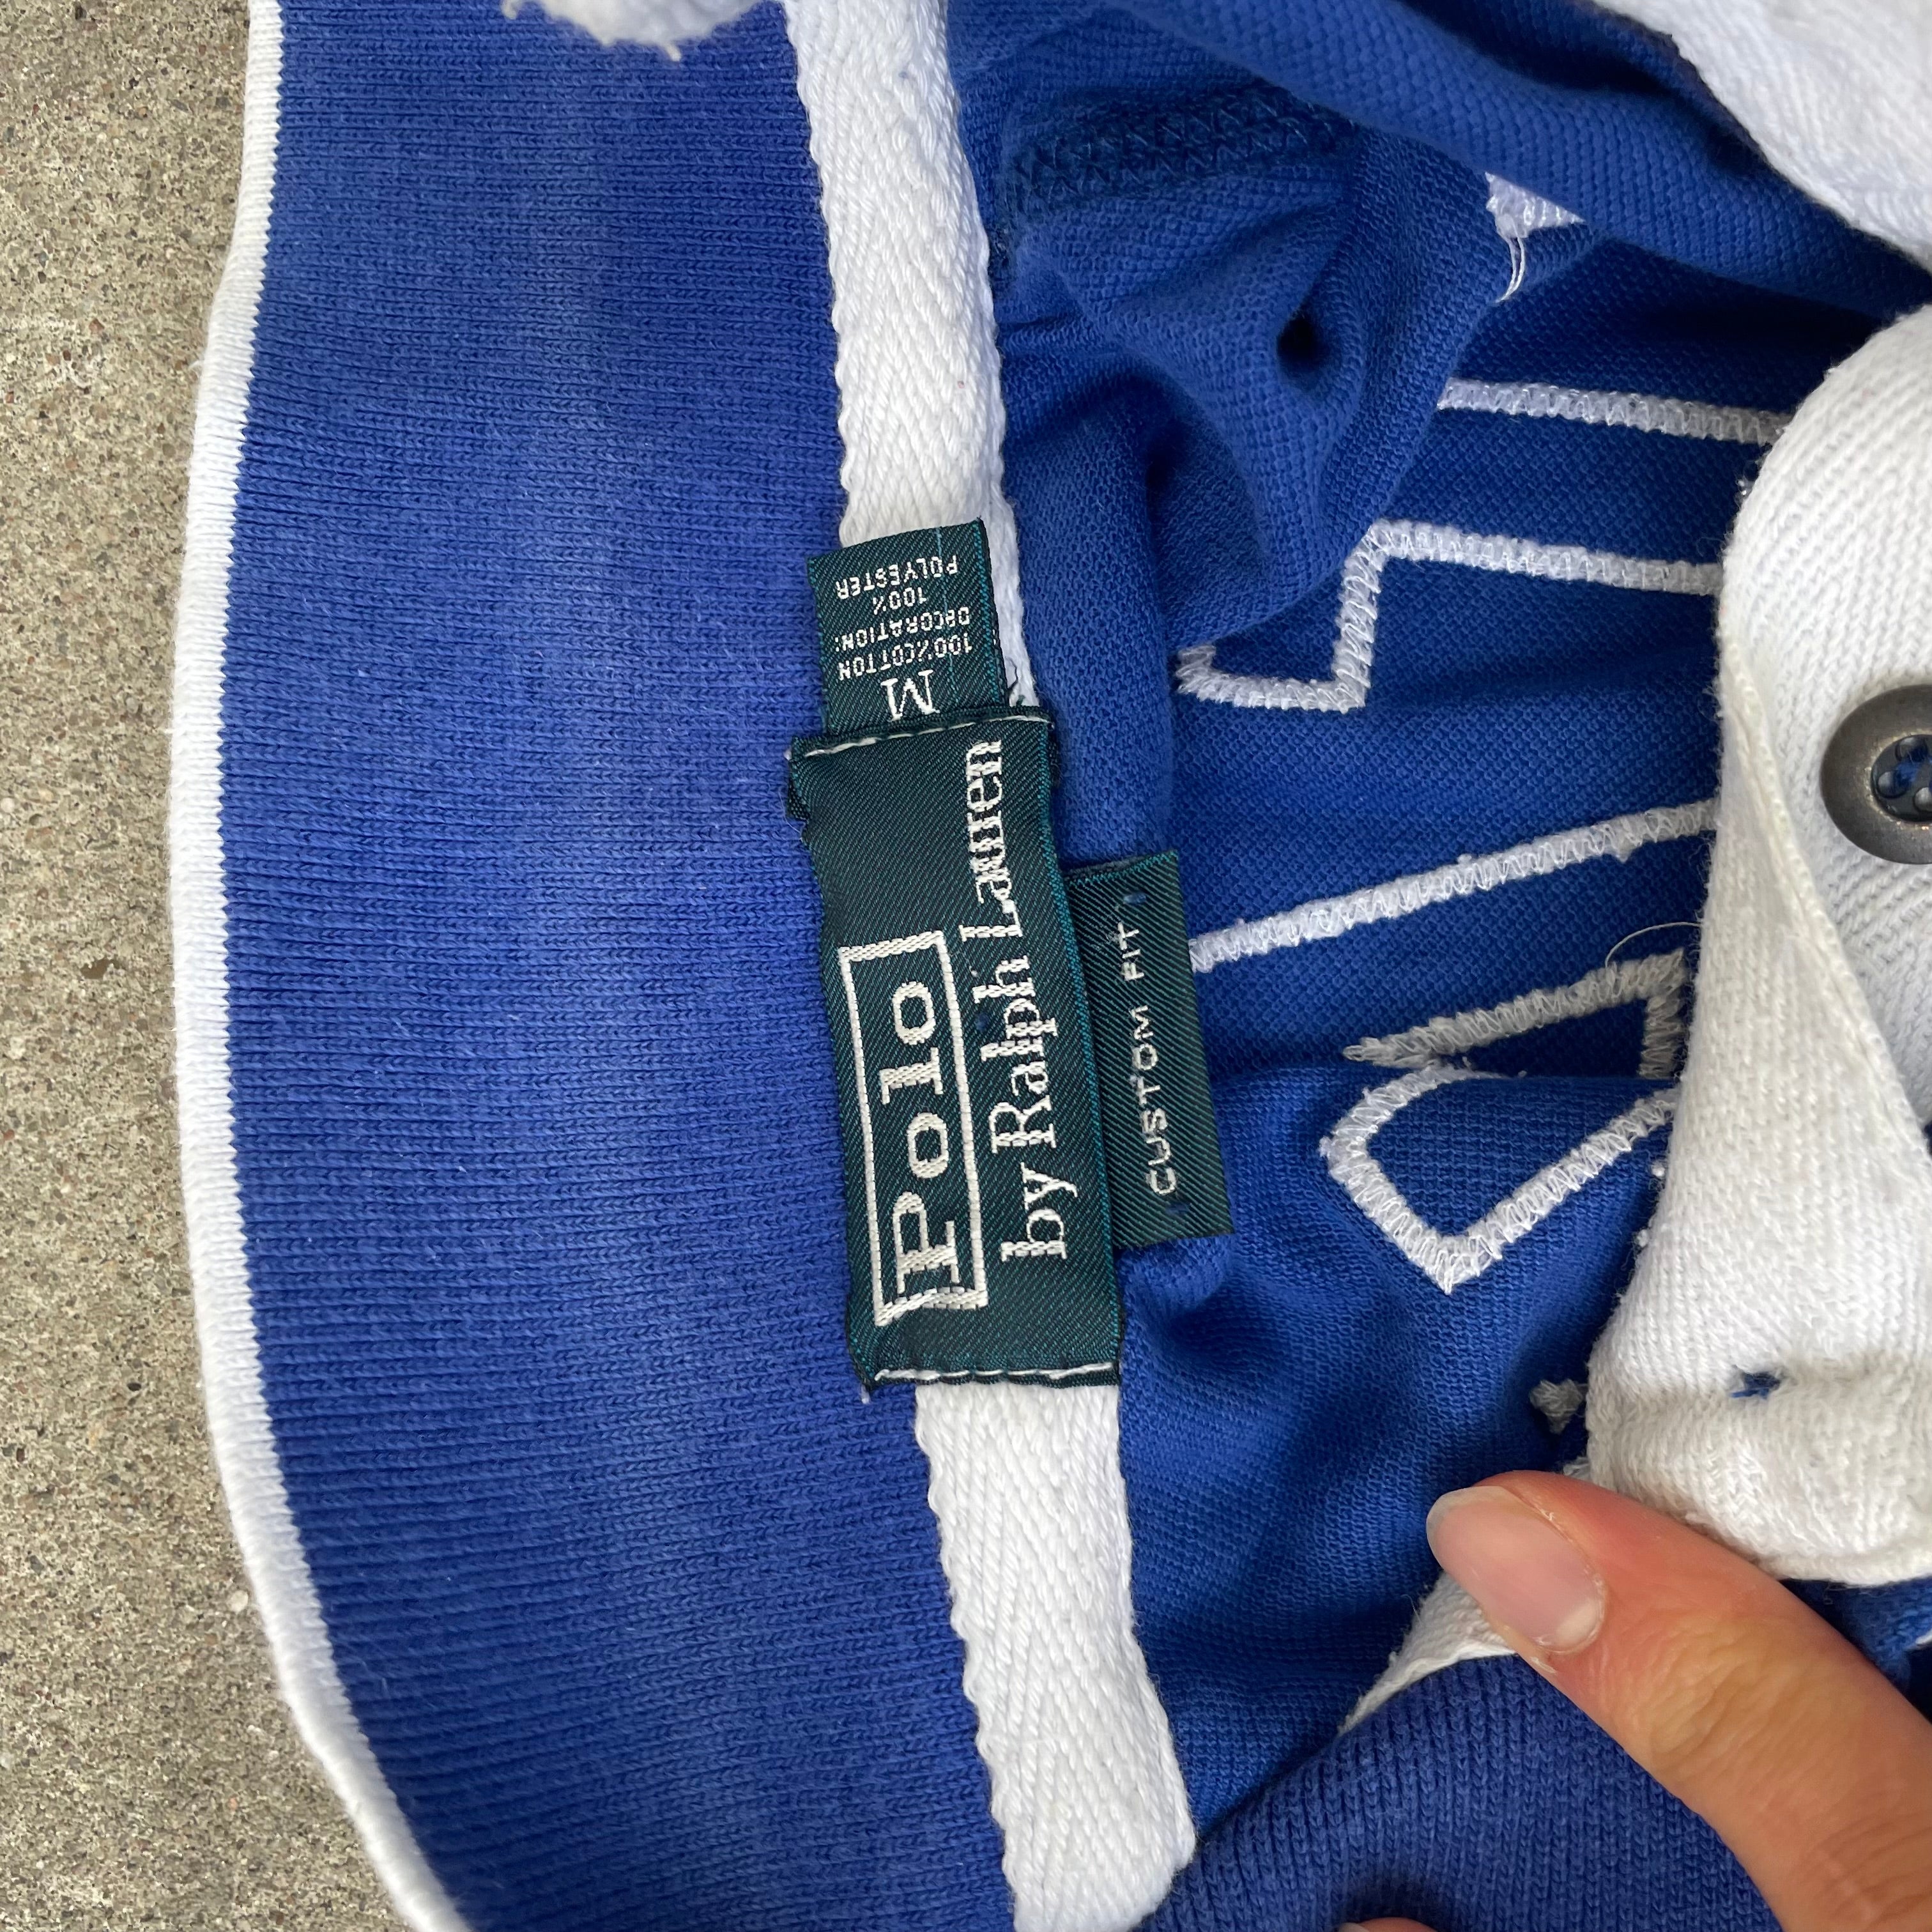 Polo
by Ralph Lauren
CUSTOM FIT
M
100%COTTON
DECORATION:
100%
POLYESTER